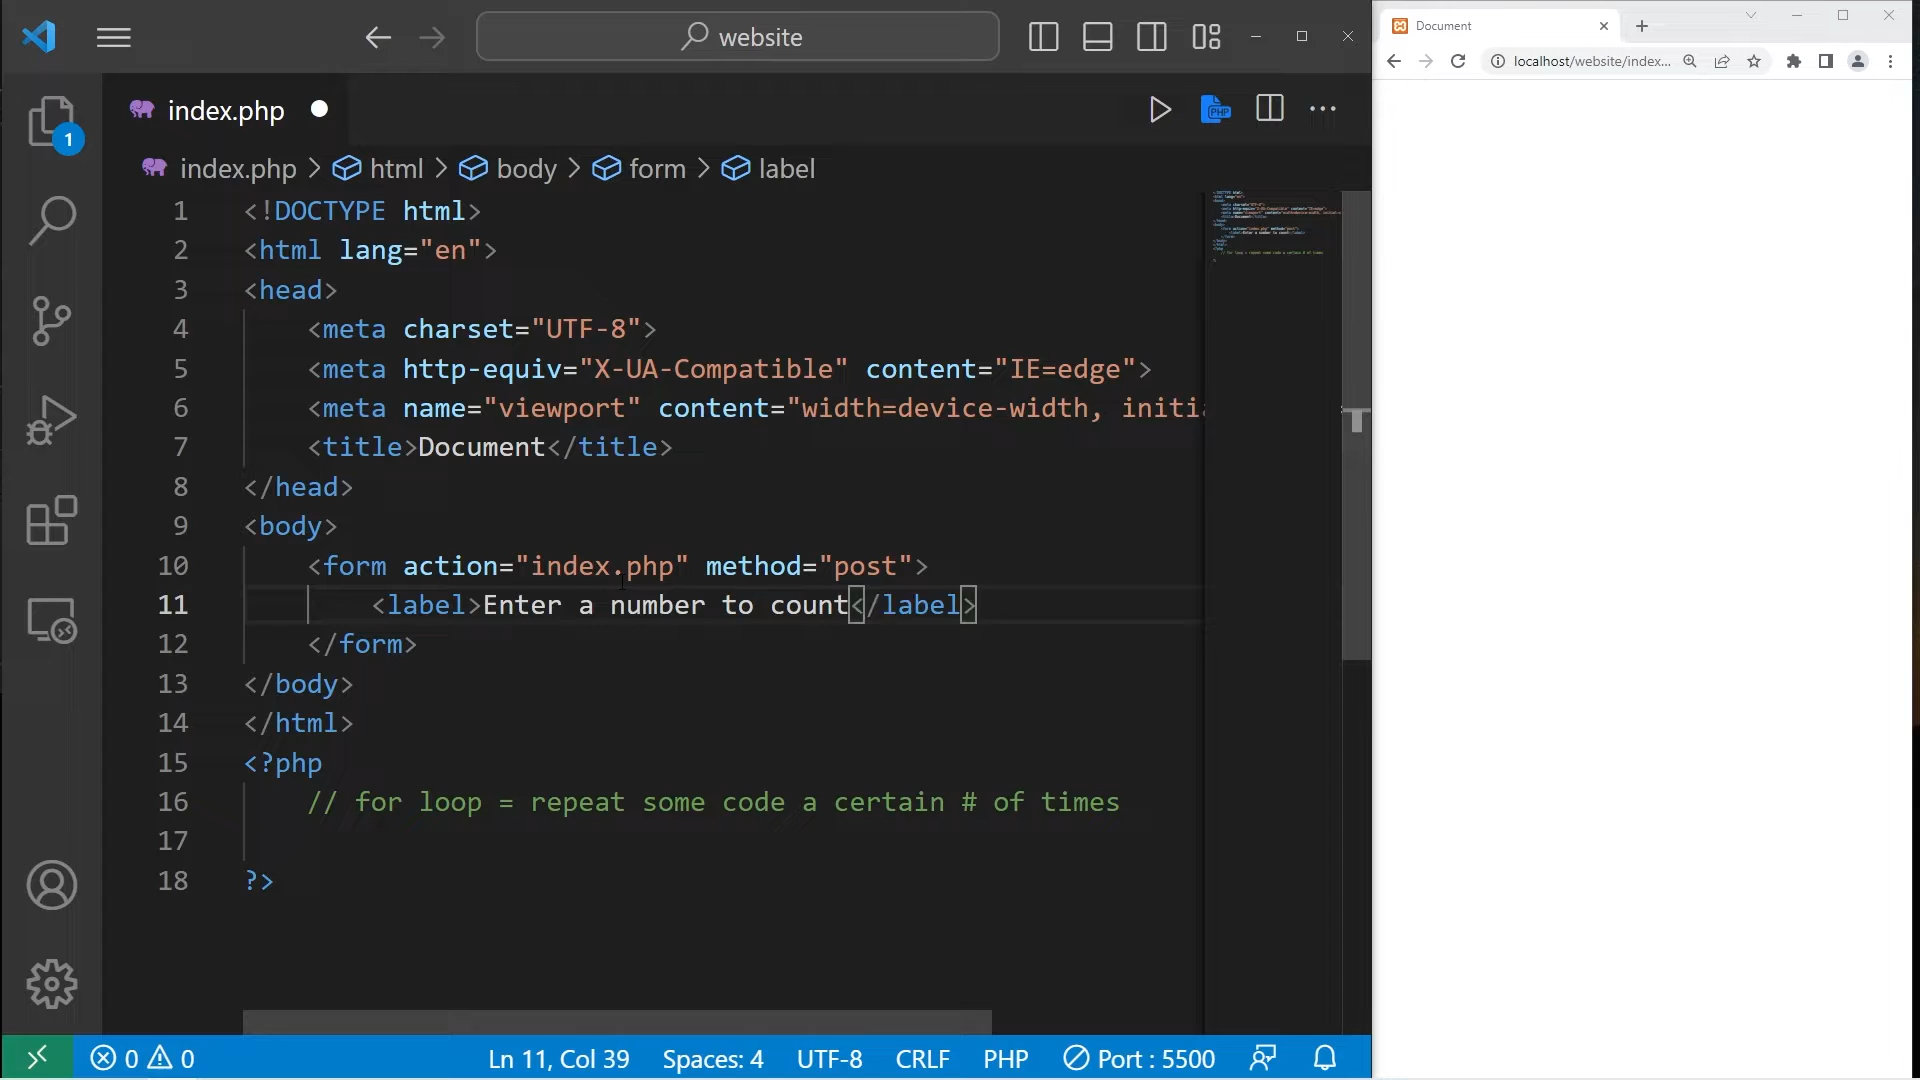 website
Document
localhost/website/index...
index.php
1
index.php > html > body > form > label
1 <!DOCTYPE html>
2 <html lang="en">
3 <head>
4 <meta charset="UTF-8">
5 <meta http-equiv="X-UA-Compatible" content="IE=edge">
6 <meta name="viewport" content="width=device-width, initia
7 <title>Document</title>
8 </head>
9 <body>
10 <form action="index.php" method="post">
11 <label>Enter a number to count</label>
12 </form>
13 </body>
14 </html>
15 <?php
16 // for loop = repeat some code a certain # of times
17
18 ?>
0 0 Ln 11, Col 39 Spaces: 4 UTF-8 CRLF PHP Port : 5500